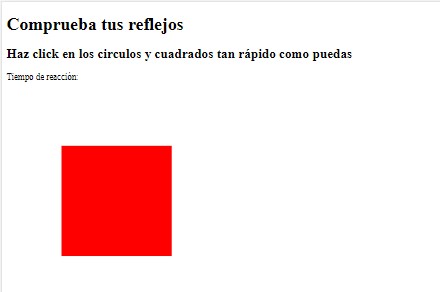 Comprueba tus reflejos
Haz click en los circulos y cuadrados tan rápido como puedas
Tiempo de reacción: